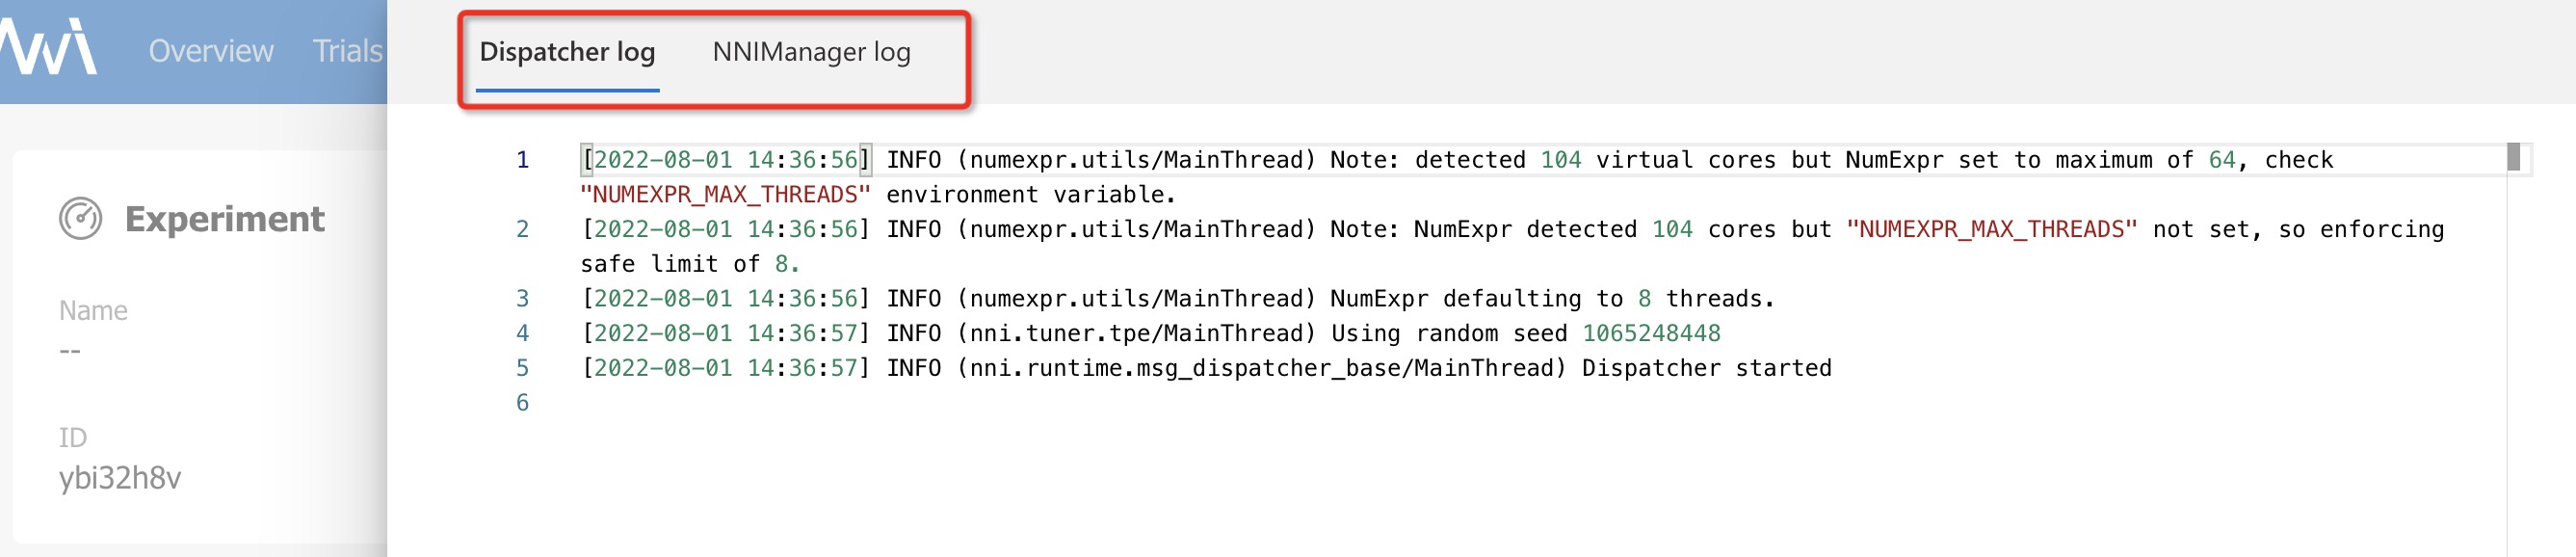 Overview Trials
Dispatcher log NNIManager log
Experiment
Name
--
ID
ybi32h8v
1 [2022-08-01 14:36:56] INFO (numexpr.utils/MainThread) Note: detected 104 virtual cores but NumExpr set to maximum of 64, check
"NUMEXPR_MAX_THREADS" environment variable.
2 [2022-08-01 14:36:56] INFO (numexpr.utils/MainThread) Note: NumExpr detected 104 cores but "NUMEXPR_MAX_THREADS" not set, so enforcing
safe limit of 8.
3 [2022-08-01 14:36:56] INFO (numexpr.utils/MainThread) NumExpr defaulting to 8 threads.
4 [2022-08-01 14:36:57] INFO (nni.tuner.tpe/MainThread) Using random seed 1065248448
5 [2022-08-01 14:36:57] INFO (nni.runtime.msg_dispatcher_base/MainThread) Dispatcher started
6